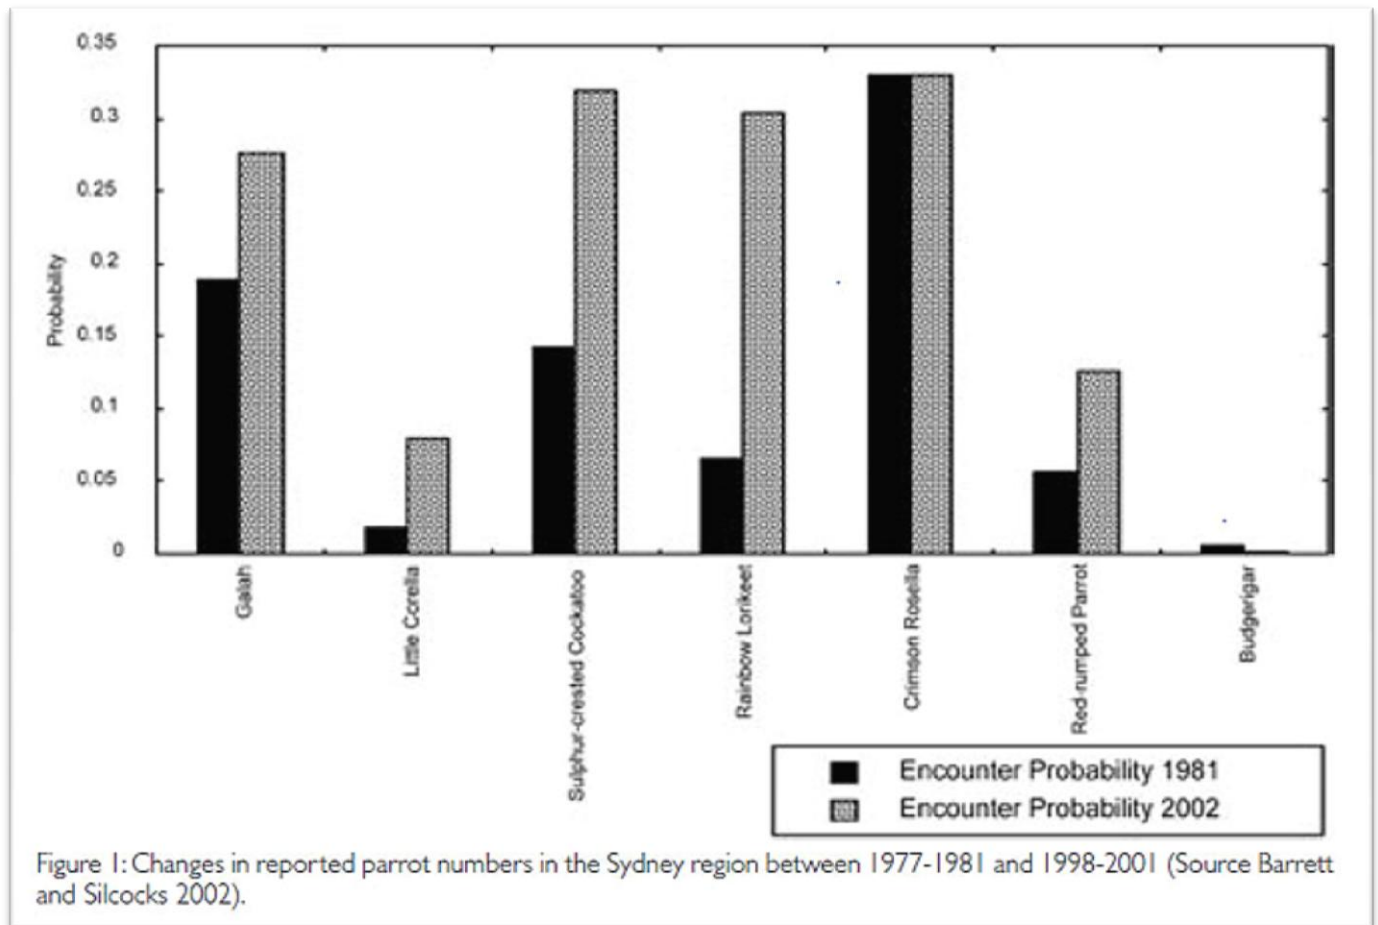 0.35
0.3
0.25
0.2
0.15
0.1
0.05
0
Probability
Galah
Little Corella
Sulphur-crested Cockatoo
Rainbow Lorikeet
Crimson Rosella
Red-rumped Parrot
Budgerigar
Encounter Probability 1981
Encounter Probability 2002
Figure 1: Changes in reported parrot numbers in the Sydney region between 1977-1981 and 1998-2001 (Source Barrett
and Silcocks 2002).